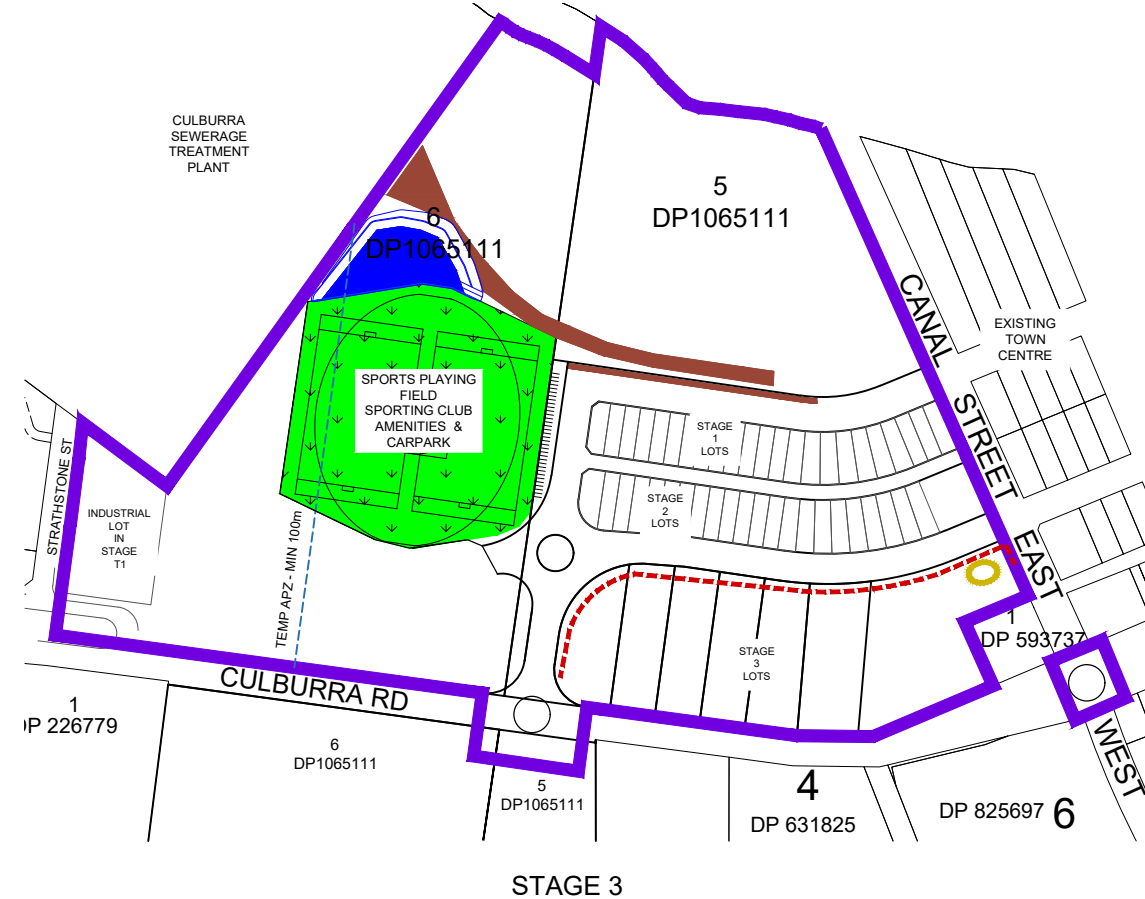 CULBURRA
SEWERAGE
TREATMENT
PLANT
5
DP1065111
6
DP1065111
CANAL STREET EAST
EXISTING
TOWN
CENTRE
SPORTS PLAYING
FIELD
SPORTING CLUB
AMENITIES &
CARPARK
STAGE
1
LOTS
STAGE
2
LOTS
STRATHSTONE ST
INDUSTRIAL
LOT
IN
STAGE
T1
TEMP APZ - MIN 100m
1
DP 593737
STAGE
3
LOTS
CULBURRA RD
WEST
1
DP 226779
6
DP1065111
5
DP1065111
4
DP 631825
DP 825697 6
STAGE 3